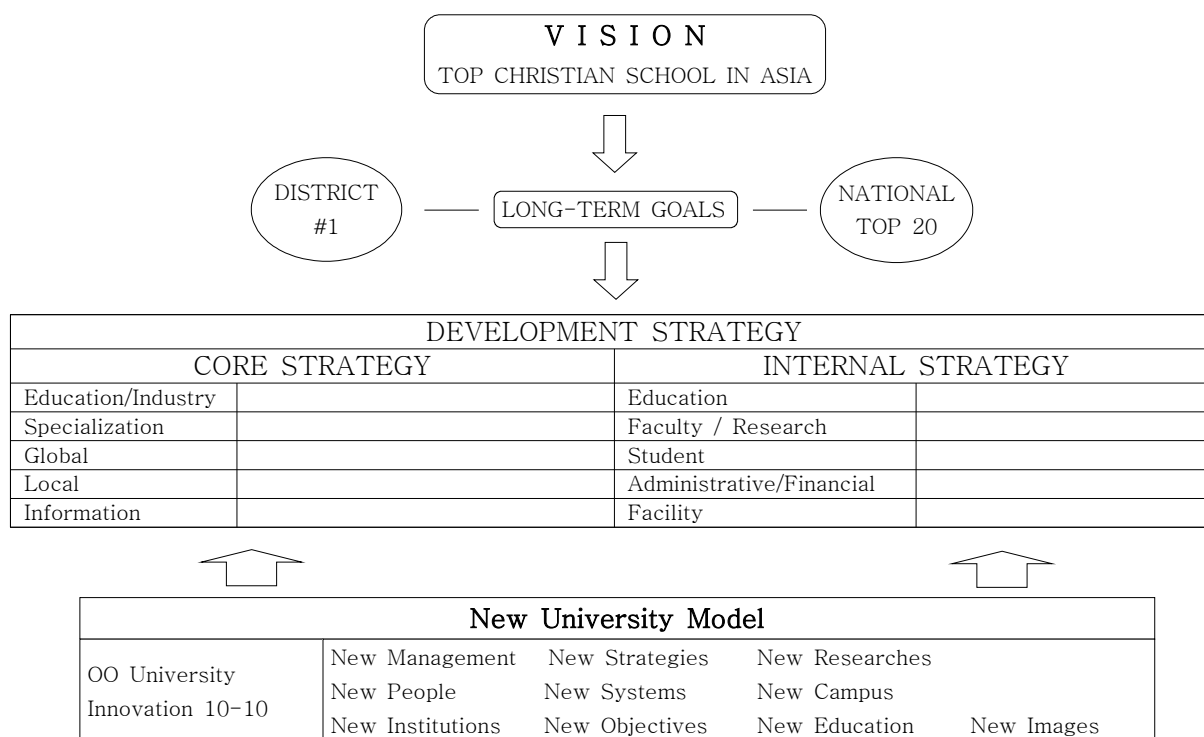 V I S I O N
TOP CHRISTIAN SCHOOL IN ASIA
DISTRICT
#1
LONG-TERM GOALS
NATIONAL
TOP 20
DEVELOPMENT STRATEGY
CORE STRATEGY
INTERNAL STRATEGY
Education/Industry
Education
Specialization
Faculty / Research
Global
Student
Local
Administrative/Financial
Information
Facility
New University Model
OO University
Innovation 10-10
New Management New Strategies New Researches
New People New Systems New Campus
New Institutions New Objectives New Education New Images